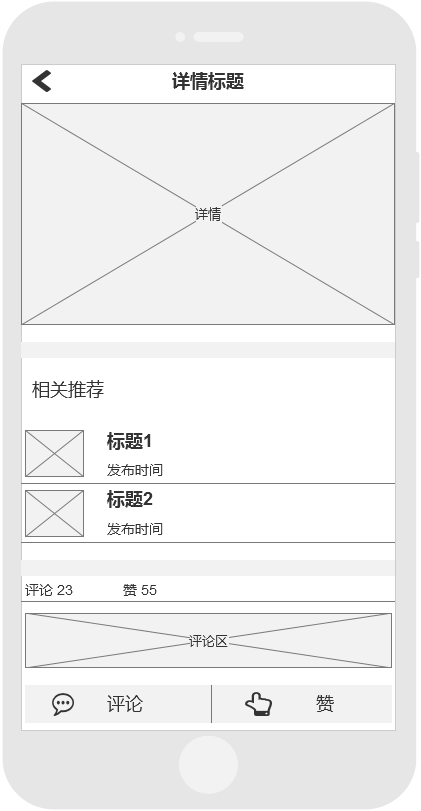 详情标题
详情
相关推荐
标题1
发布时间
标题2
发布时间
评论 23 赞 55
评论区
评论 赞